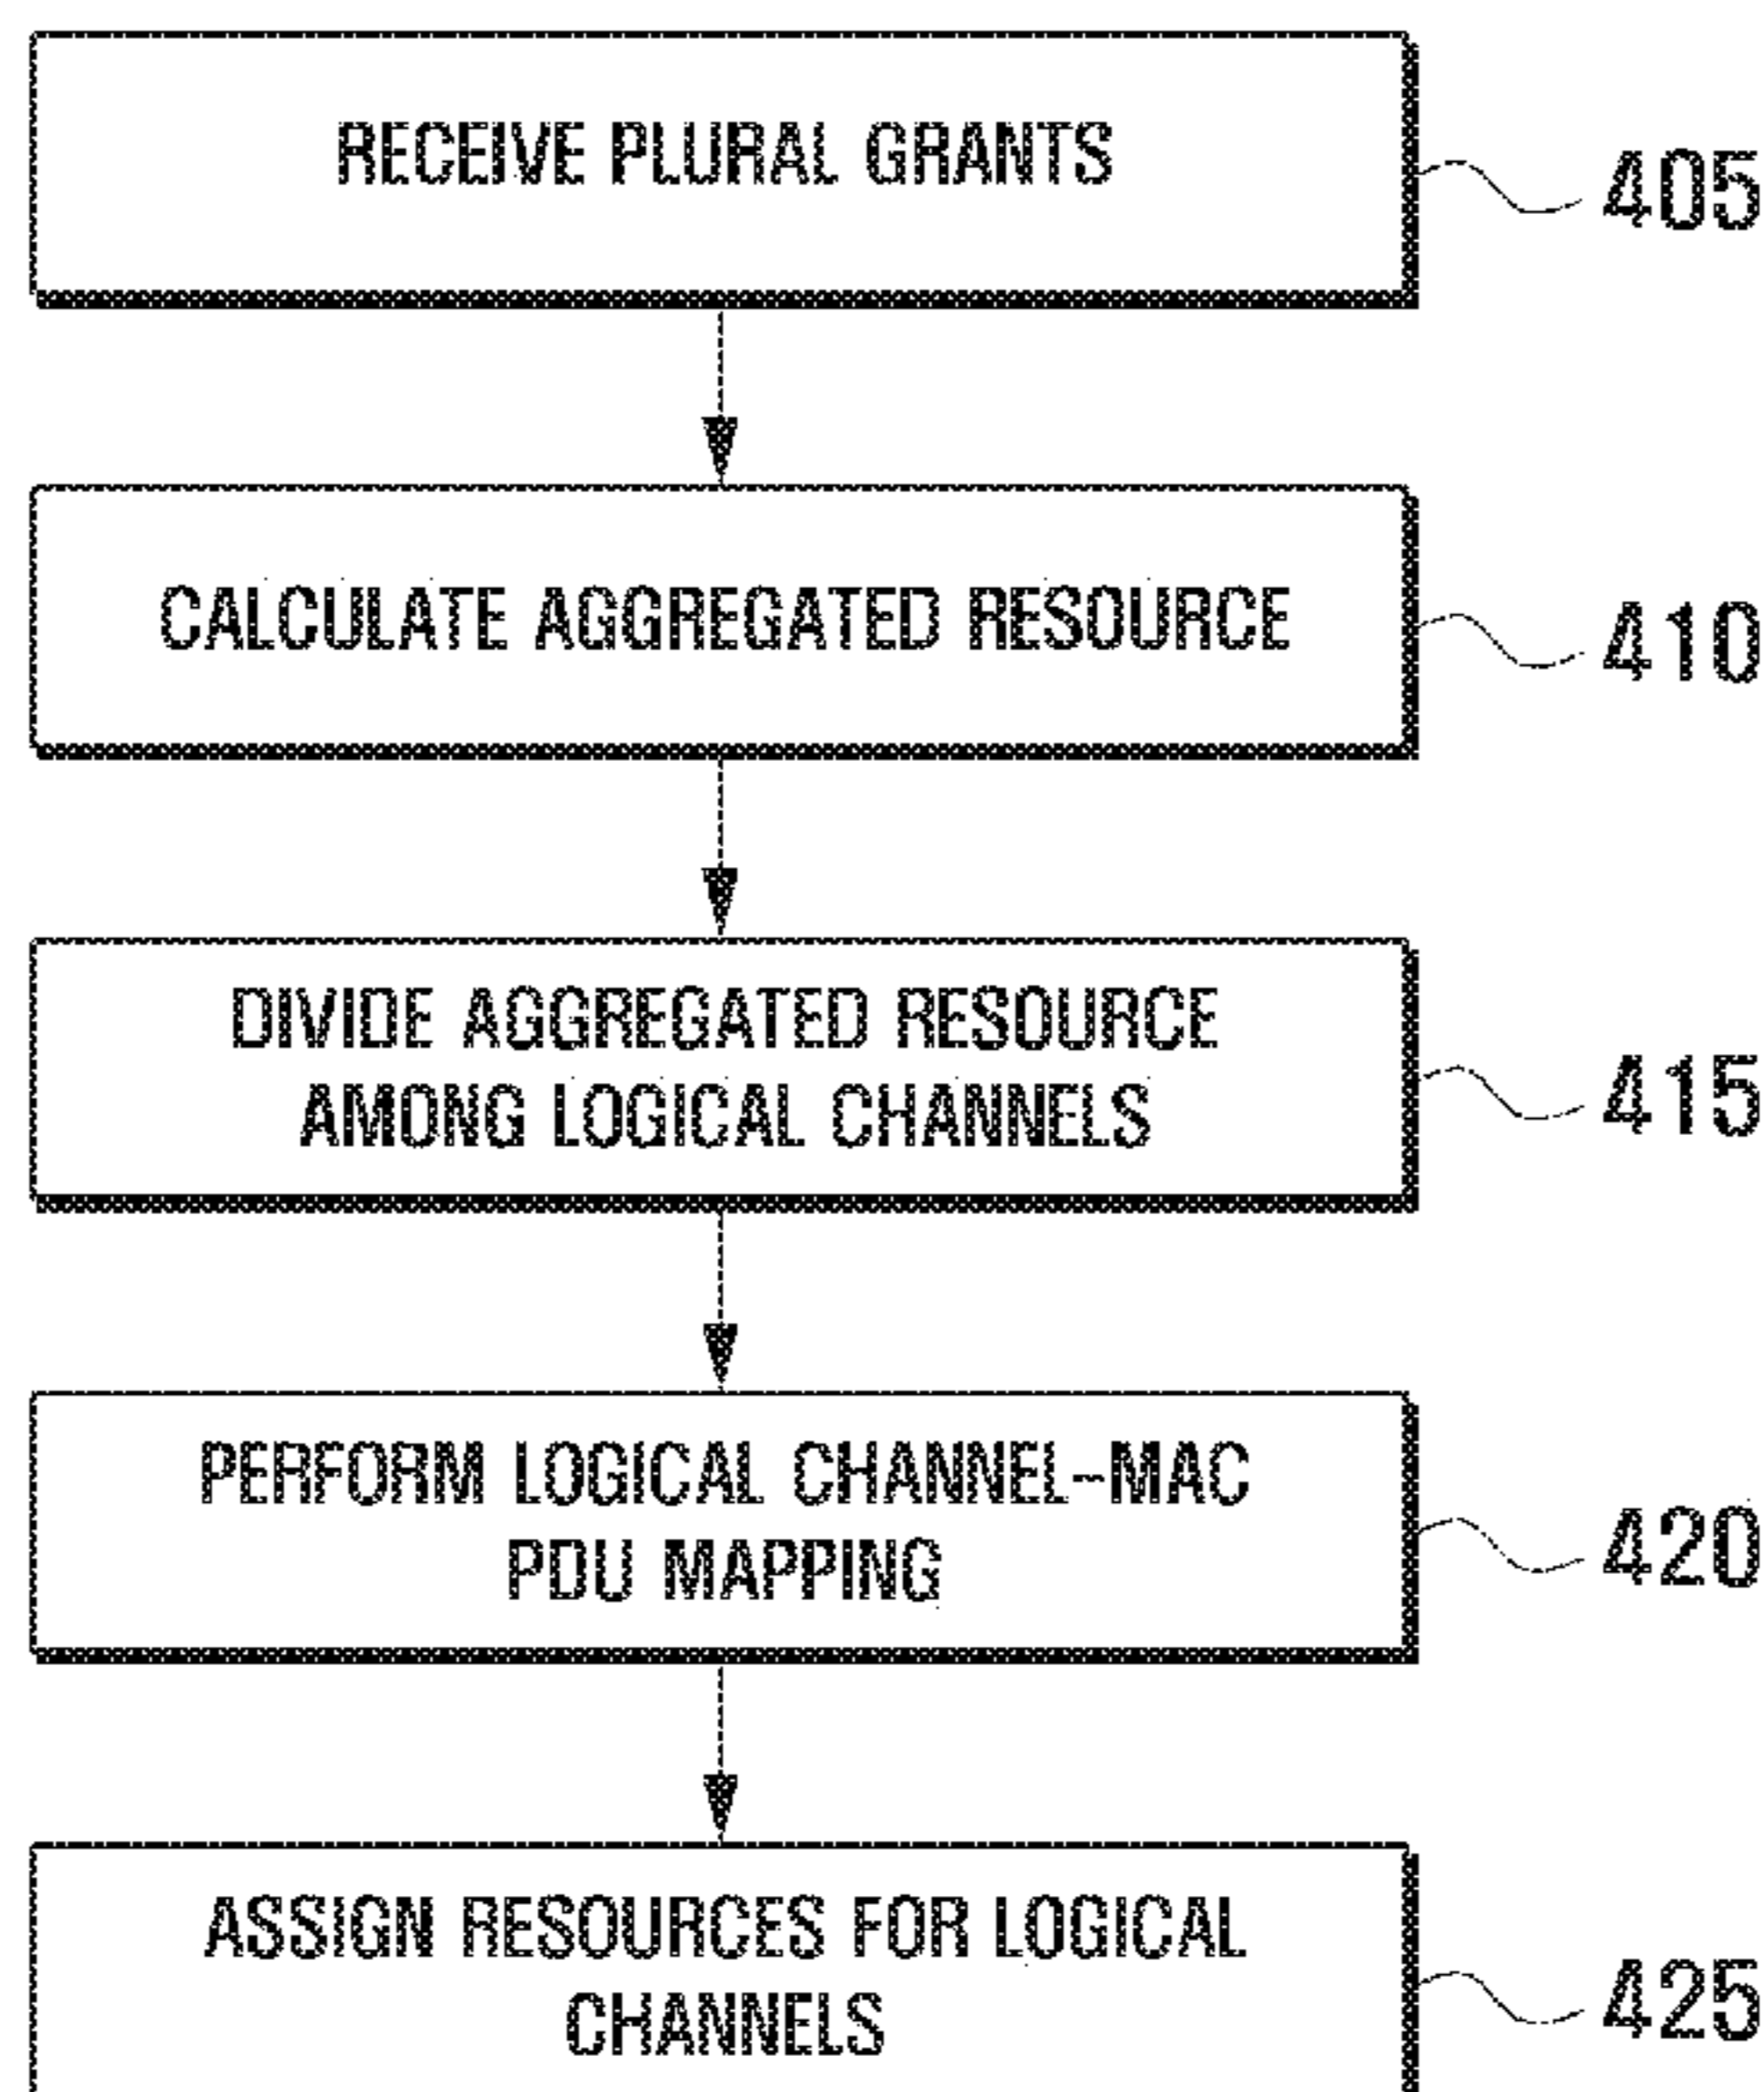 RECEIVE PLURAL GRANTS
405
CALCULATE AGGREGATED RESOURCE
410
DIVIDE AGGREGATED RESOURCE
AMONG LOGICAL CHANNELS
415
PERFORM LOGICAL CHANNEL-MAC
PDU MAPPING
420
ASSIGN RESOURCES FOR LOGICAL
CHANNELS
425